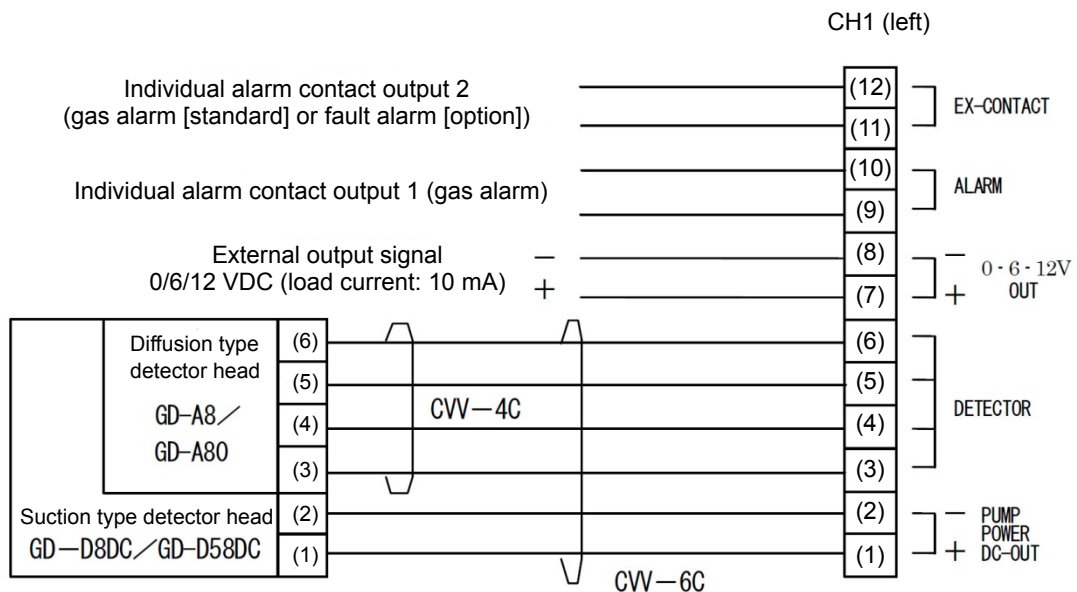 CH1 (left)
Individual alarm contact output 2
(gas alarm [standard] or fault alarm [option])
(12)
EX-CONTACT
(11)
Individual alarm contact output 1 (gas alarm)
(10)
ALARM
(9)
External output signal
0/6/12 VDC (load current: 10 mA)
−
+
(8)
(7)
−
+
0-6-12V
OUT
Diffusion type
detector head
GD-A8/
GD-A80
(6)
(5)
(4)
(3)
CVV-4C
(6)
(5)
(4)
(3)
DETECTOR
Suction type detector head
GD-D8DC/GD-D58DC
(2)
(1)
CVV-6C
(2)
(1)
−
+
PUMP
POWER
DC-OUT